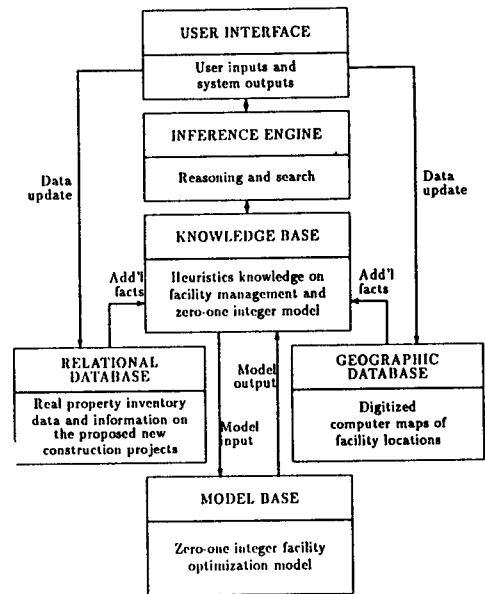 USER INTERFACE
User inputs and
system outputs
INFERENCE ENGINE
Reasoning and search
Data
update
Data
update
KNOWLEDGE BASE
Heuristics knowledge on
facility management and
zero-one integer model
Add'l
facts
Add'l
facts
RELATIONAL
DATABASE
Real property inventory
data and information on
the proposed new
construction projects
Model
output
Model
input
GEOGRAPHIC
DATABASE
Digitized
computer maps of
facility locations
MODEL BASE
Zero-one integer facility
optimization model